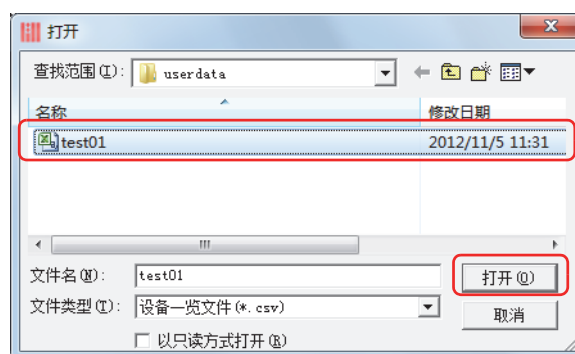 打开
查找范围(I): userdata
名称 修改日期
test01 2012/11/5 11:31
文件名(N): test01 打开(O)
文件类型(T): 设备一览文件(*.csv) 取消
以只读方式打开(R)